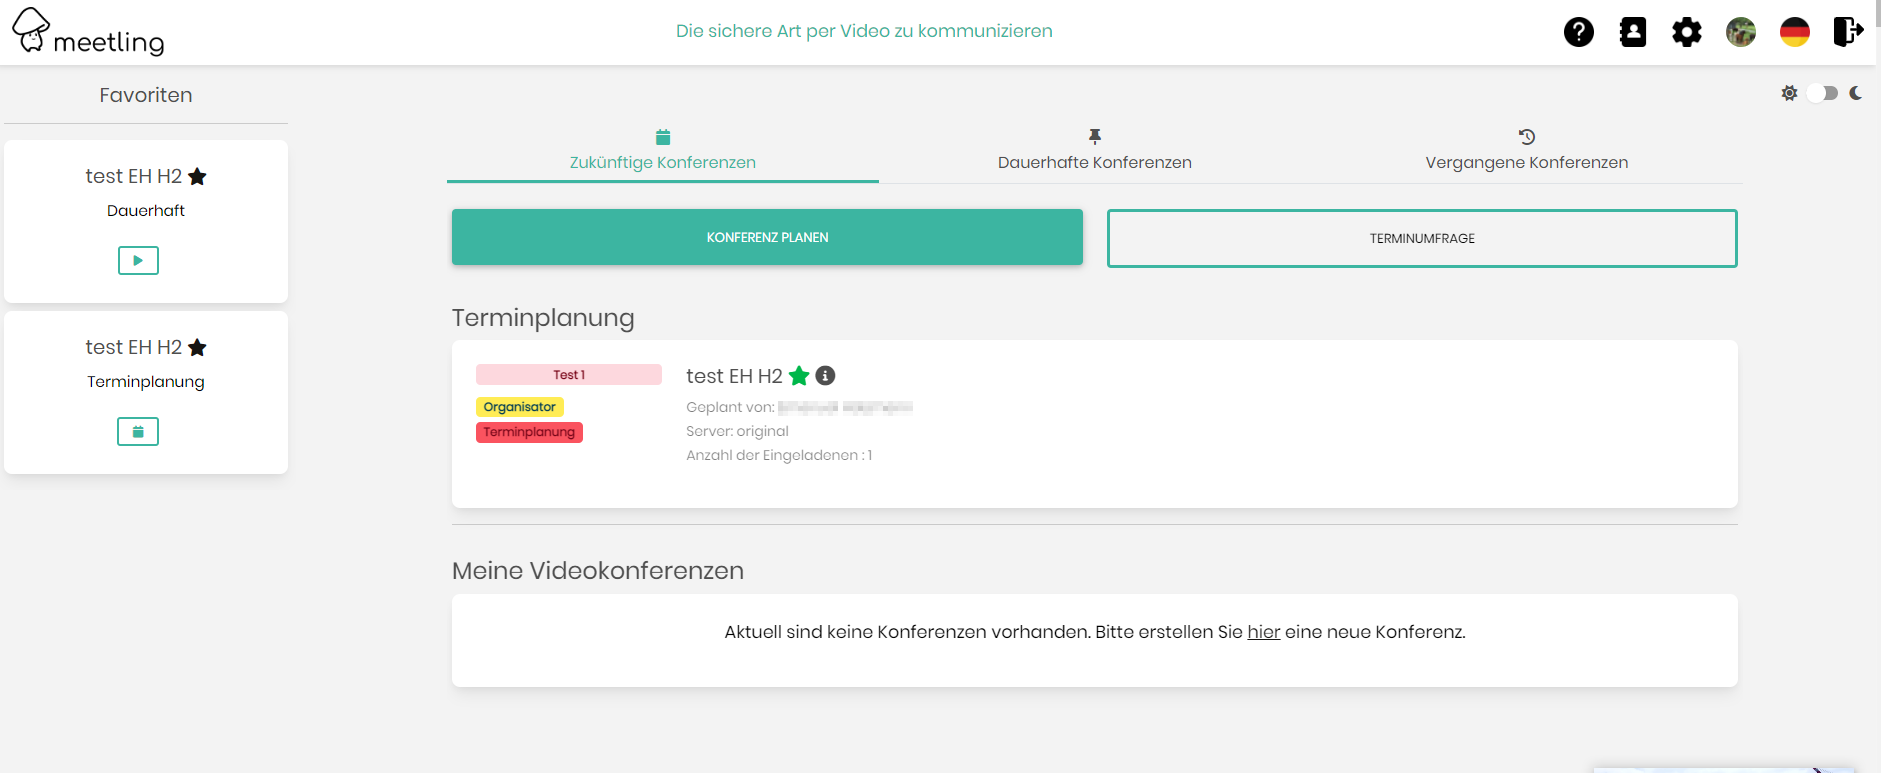 meetling
Die sichere Art per Video zu kommunizieren
Favoriten
test EH H2
Dauerhaft
test EH H2
Terminplanung
Zukünftige Konferenzen
Dauerhafte Konferenzen
Vergangene Konferenzen
KONFERENZ PLANEN
TERMINUMFRAGE
Terminplanung
Test 1
Organisator
Terminplanung
test EH H2
Geplant von:
Server: original
Anzahl der Eingeladenen : 1
Meine Videokonferenzen
Aktuell sind keine Konferenzen vorhanden. Bitte erstellen Sie hier eine neue Konferenz.